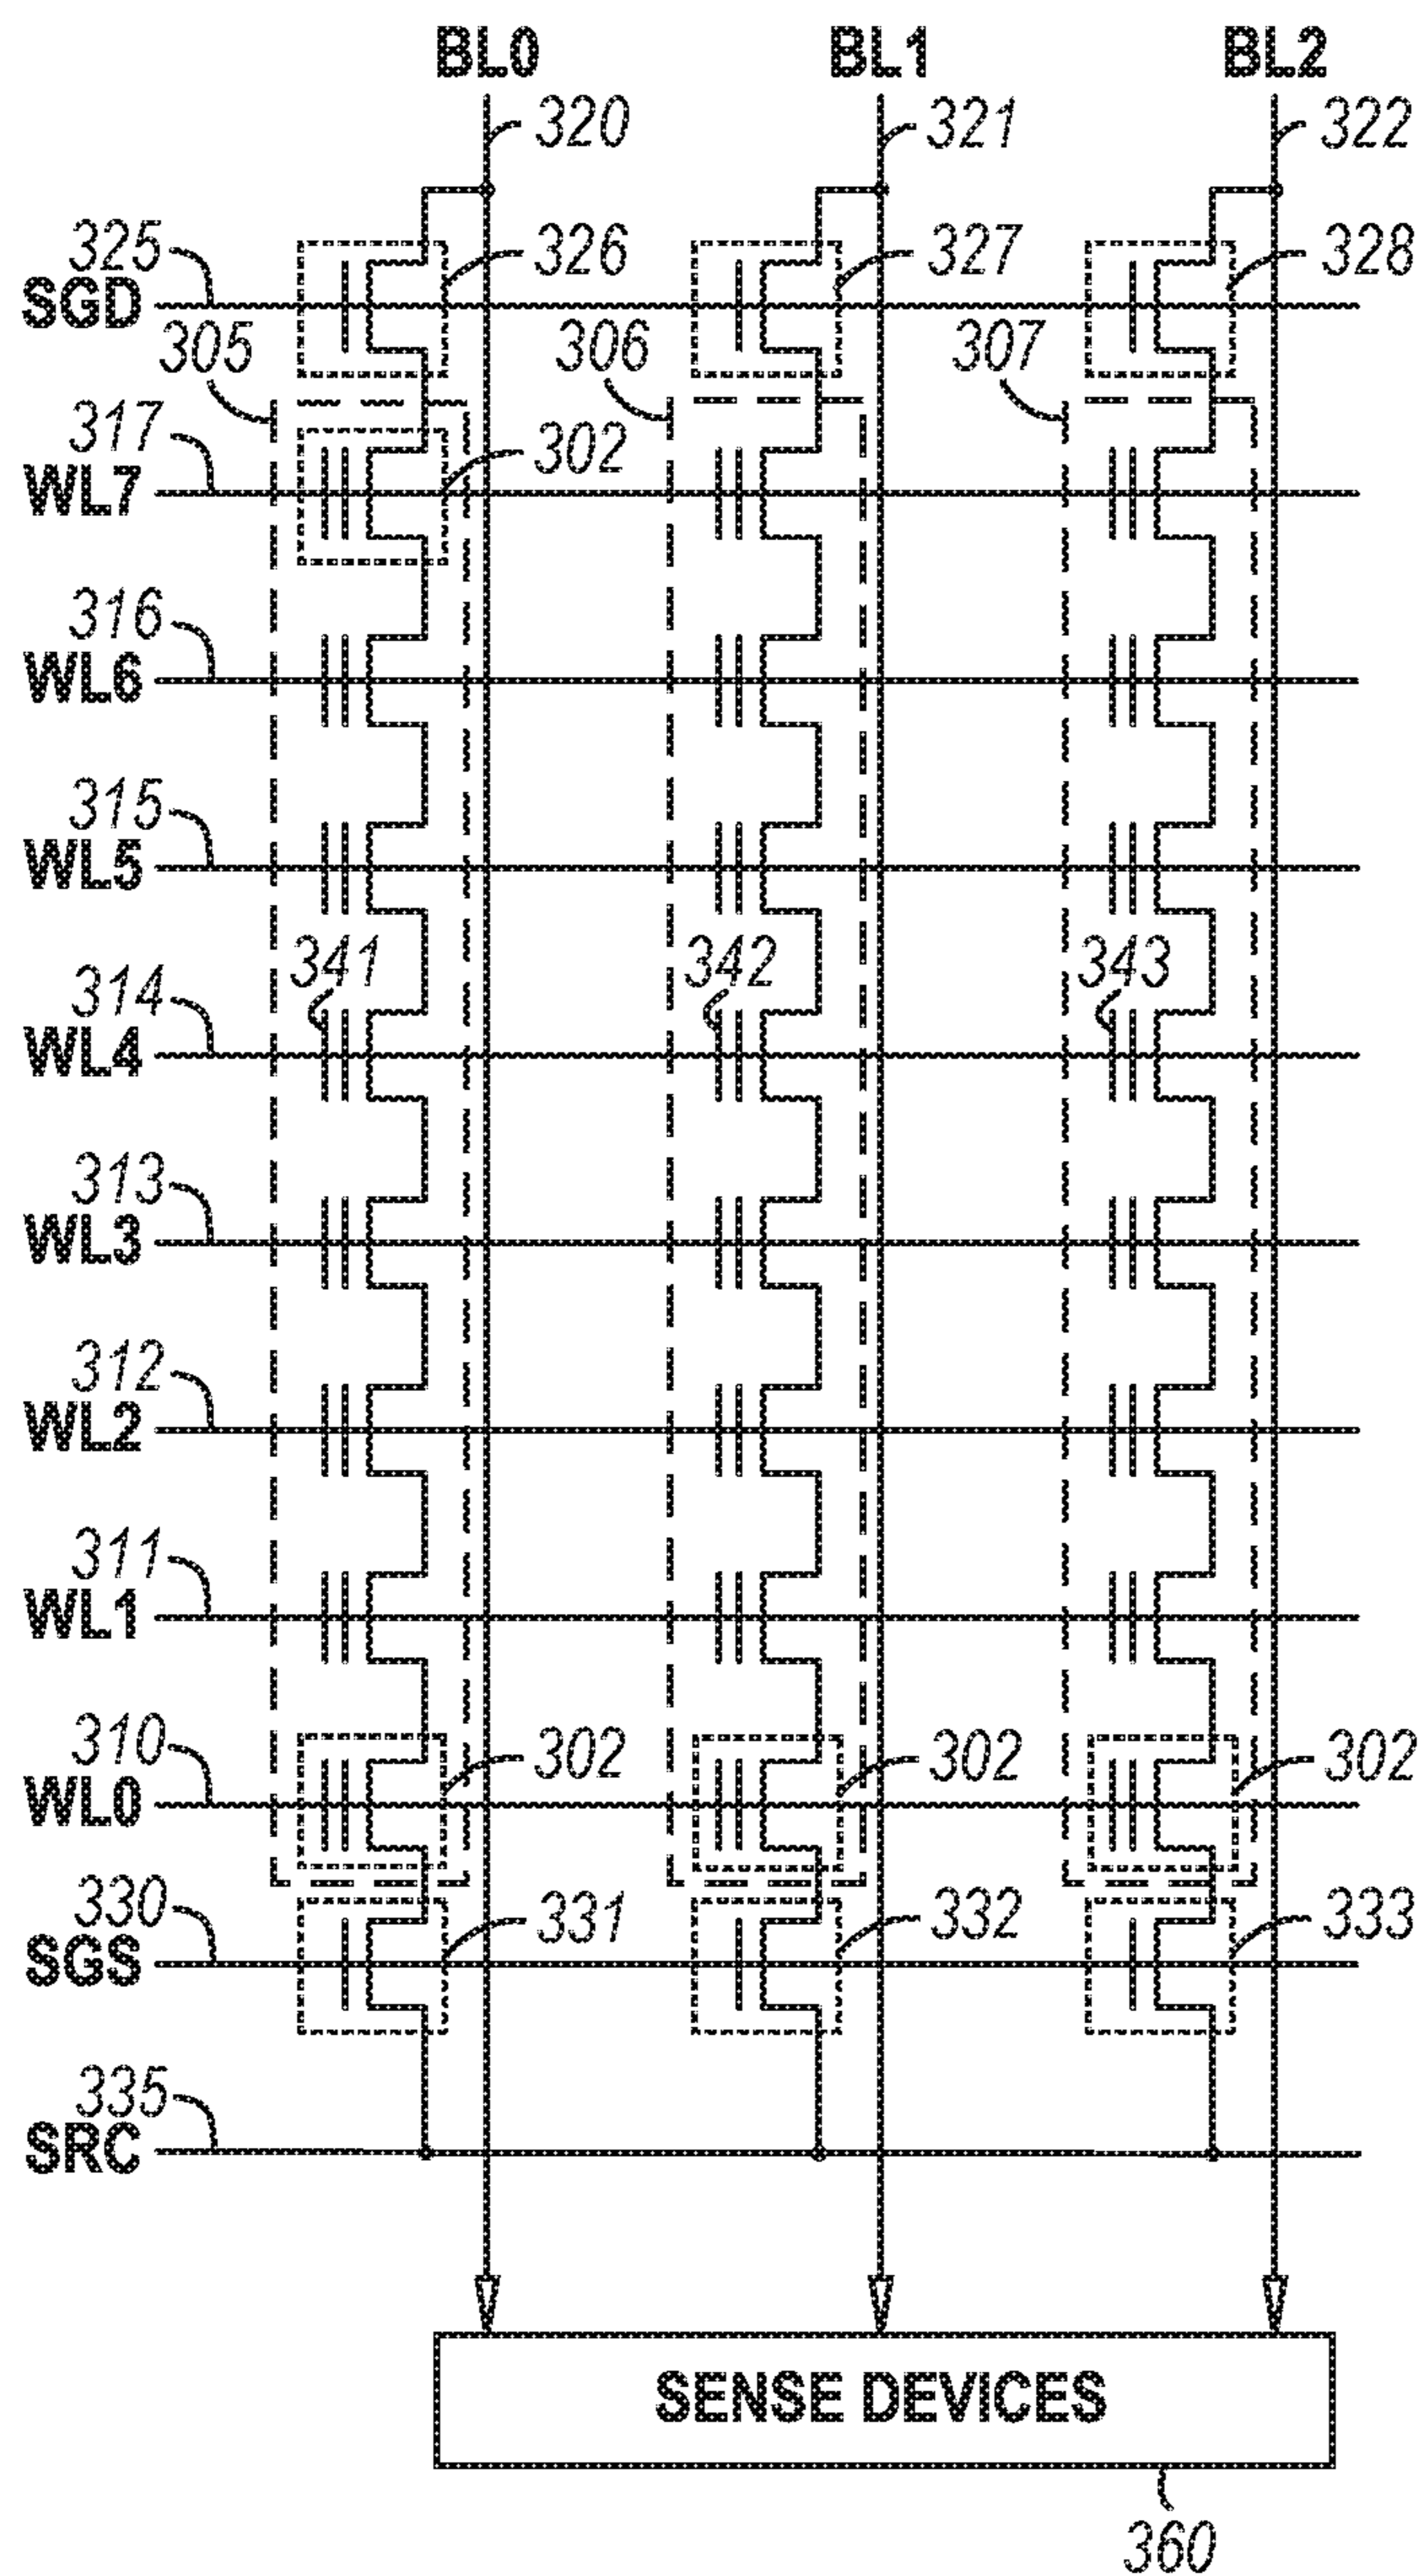 BL0 BL1 BL2
320 321 322
325 326 327 328
SGD
305 306 307
317 302
WL7
316
WL6
315
WL5
341 342 343
314
WL4
313
WL3
312
WL2
311
WL1
310 302 302 302
WL0
330 331 332 333
SGS
335
SRC
SENSE DEVICES
360